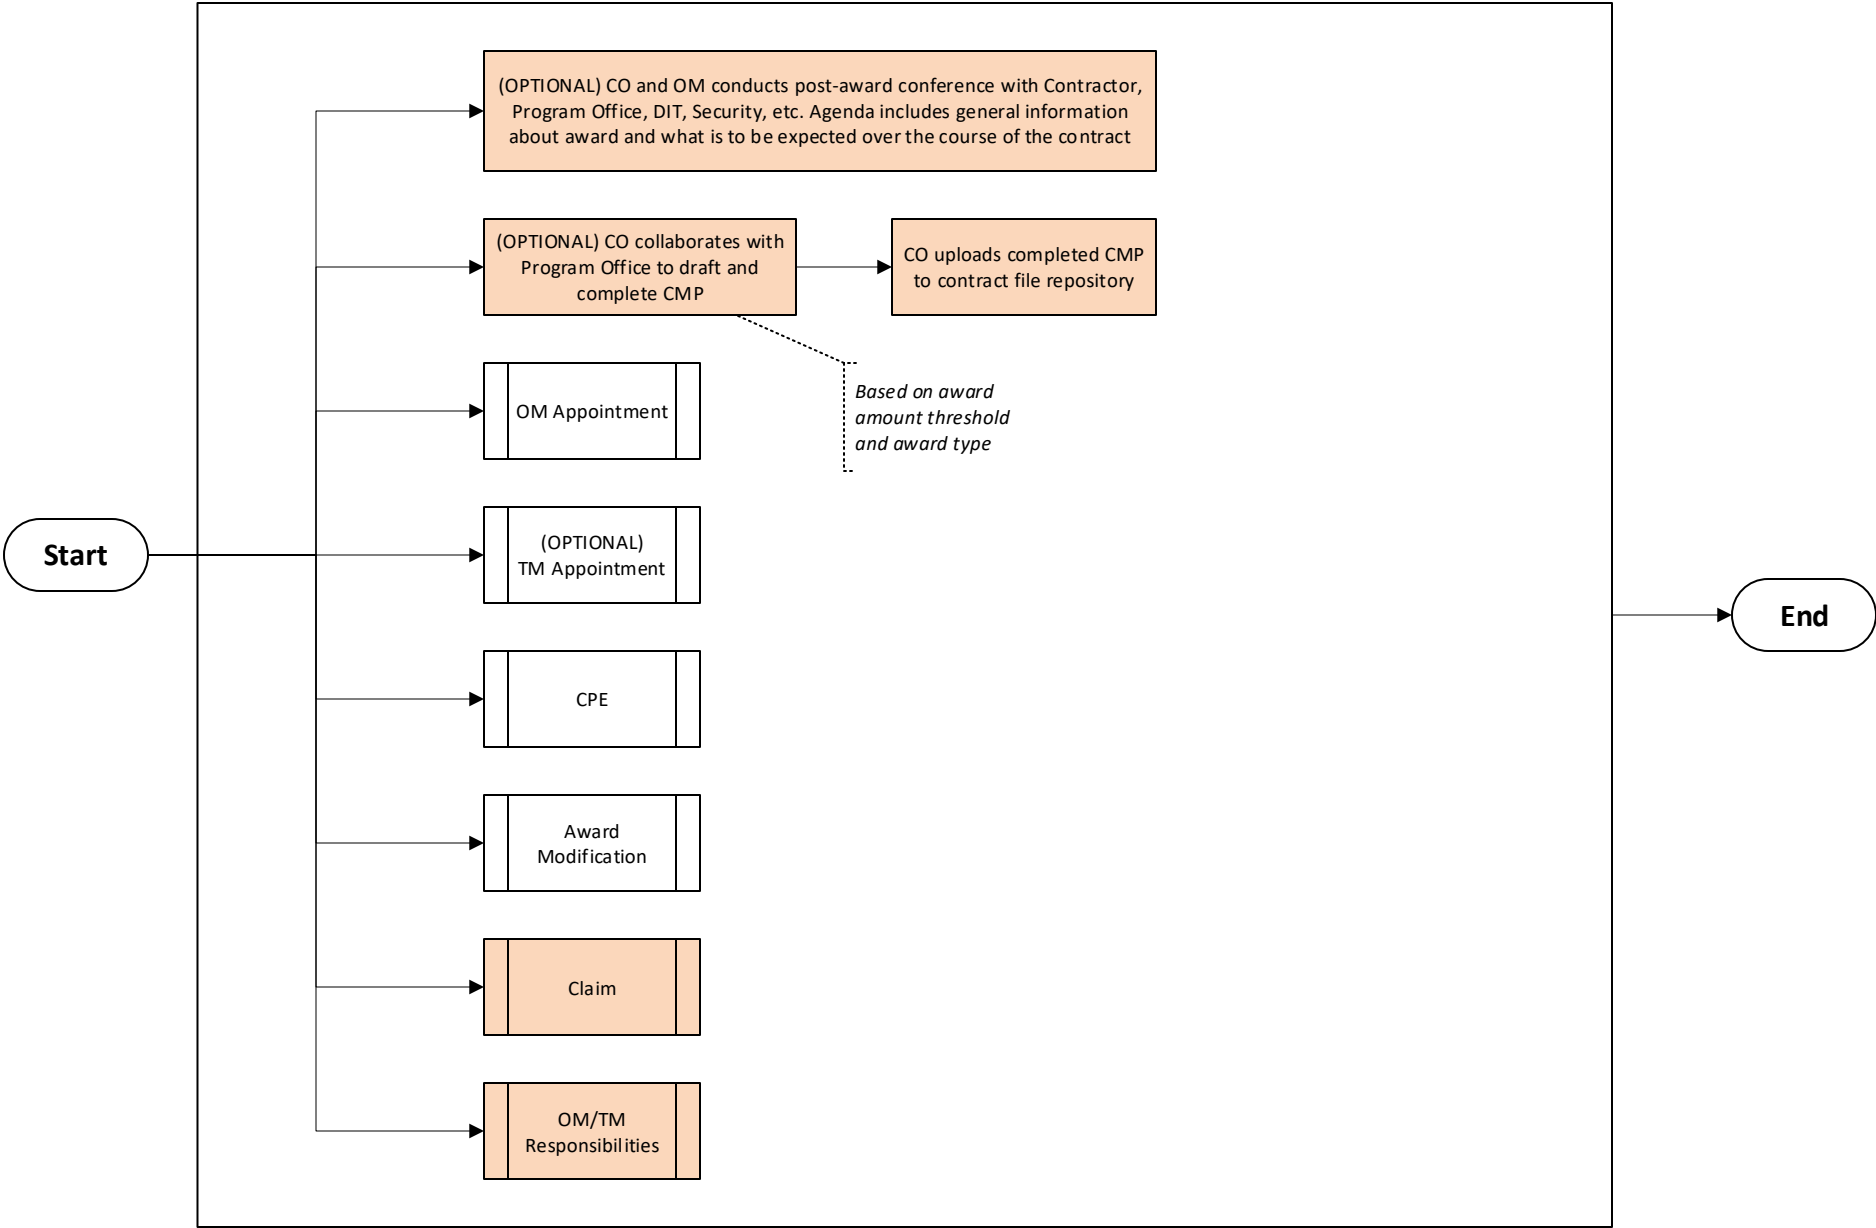 (OPTIONAL) CO and OM conducts post-award conference with Contractor,
Program Office, DIT, Security, etc. Agenda includes general information
about award and what is to be expected over the course of the contract
(OPTIONAL) CO collaborates with
Program Office to draft and
complete CMP
CO uploads completed CMP
to contract file repository
Based on award
amount threshold
and award type
OM Appointment
Start
(OPTIONAL)
TM Appointment
End
CPE
Award
Modification
Claim
OM/TM
Responsibilities